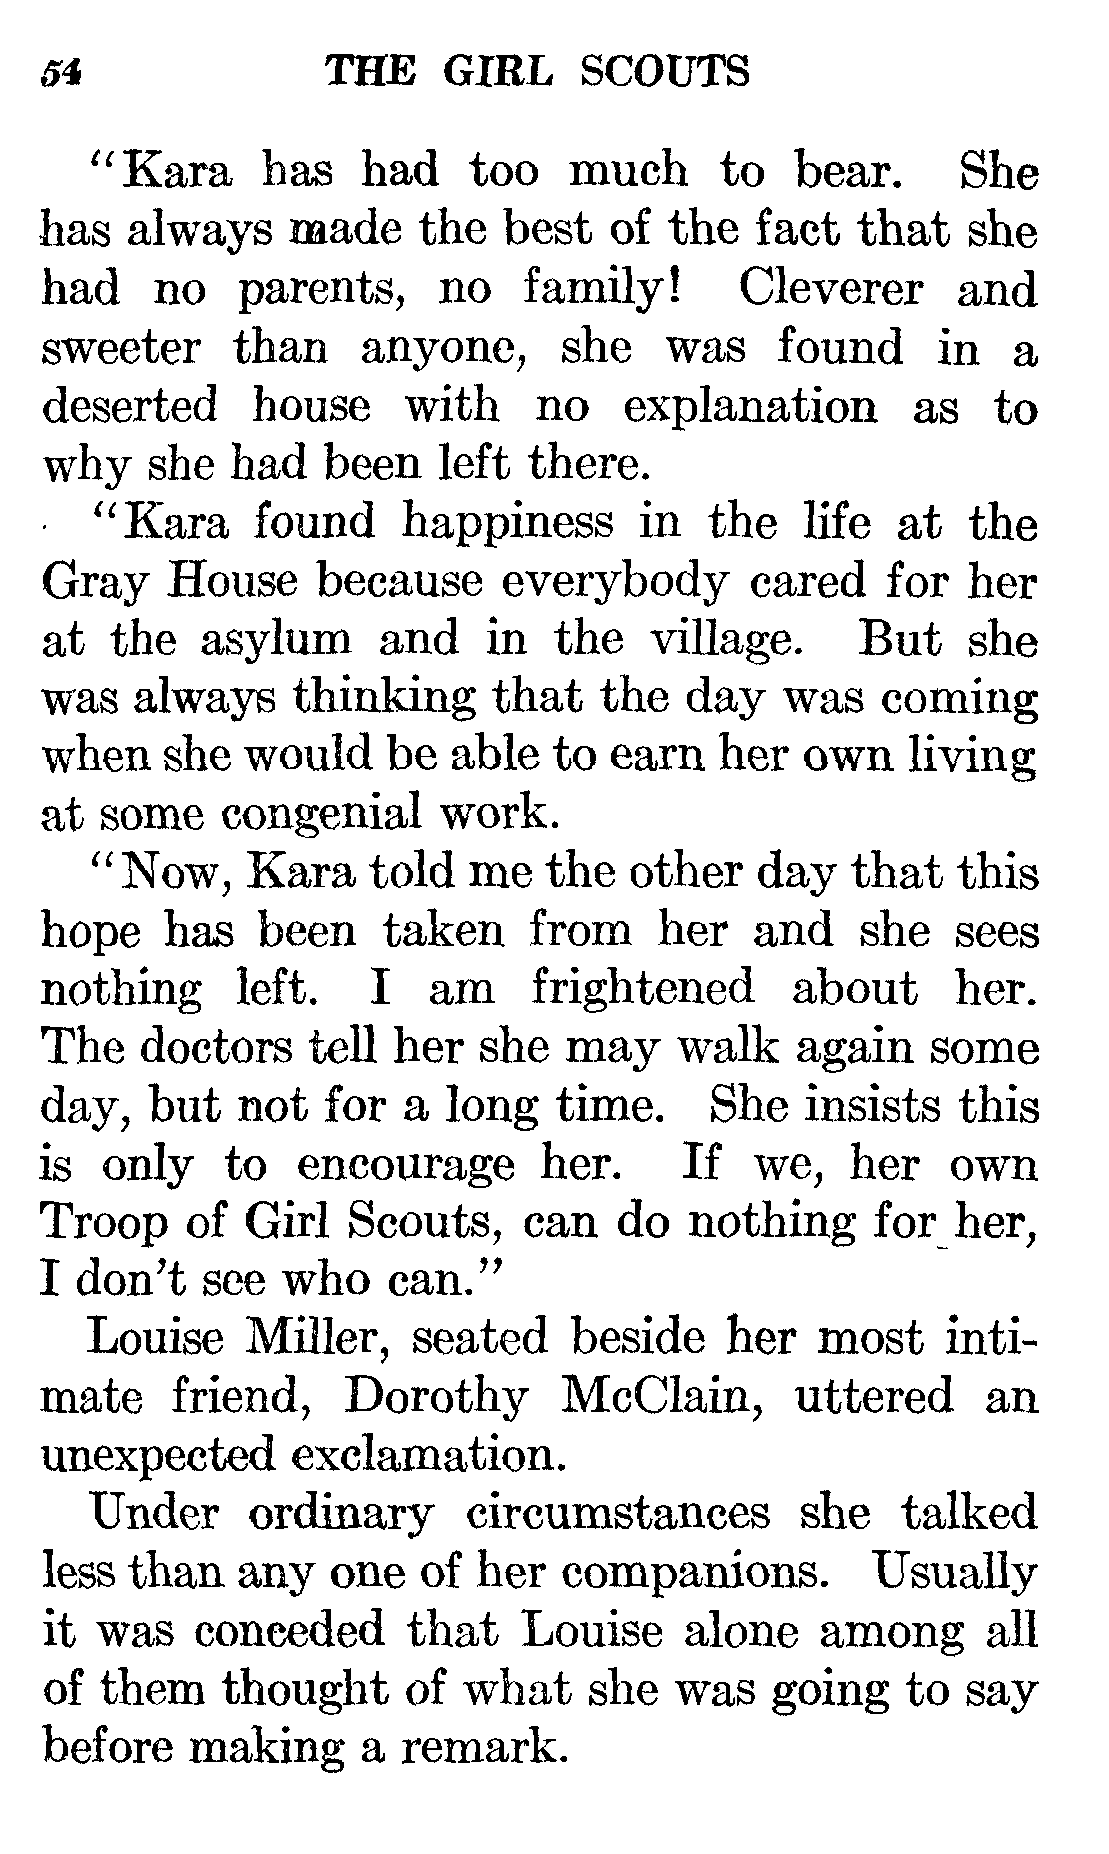 54 THE GIRL SCOUTS
"Kara has had too much to bear. She
has always made the best of the fact that she
had no parents, no family! Cleverer and
sweeter than anyone, she was found in a
deserted house with no explanation as to
why she had been left there.
"Kara found happiness in the life at the
Gray House because everybody cared for her
at the asylum and in the village. But she
was always thinking that the day was coming
when she would be able to earn her own living
at some congenial work.
"Now, Kara told me the other day that this
hope has been taken from her and she sees
nothing left. I am frightened about her.
The doctors tell her she may walk again some
day, but not for a long time. She insists this
is only to encourage her. If we, her own
Troop of Girl Scouts, can do nothing for her,
I don't see who can."
Louise Miller, seated beside her most inti-
mate friend, Dorothy McClain, uttered an
unexpected exclamation.
Under ordinary circumstances she talked
less than any one of her companions. Usually
it was conceded that Louise alone among all
of them thought of what she was going to say
before making a remark.